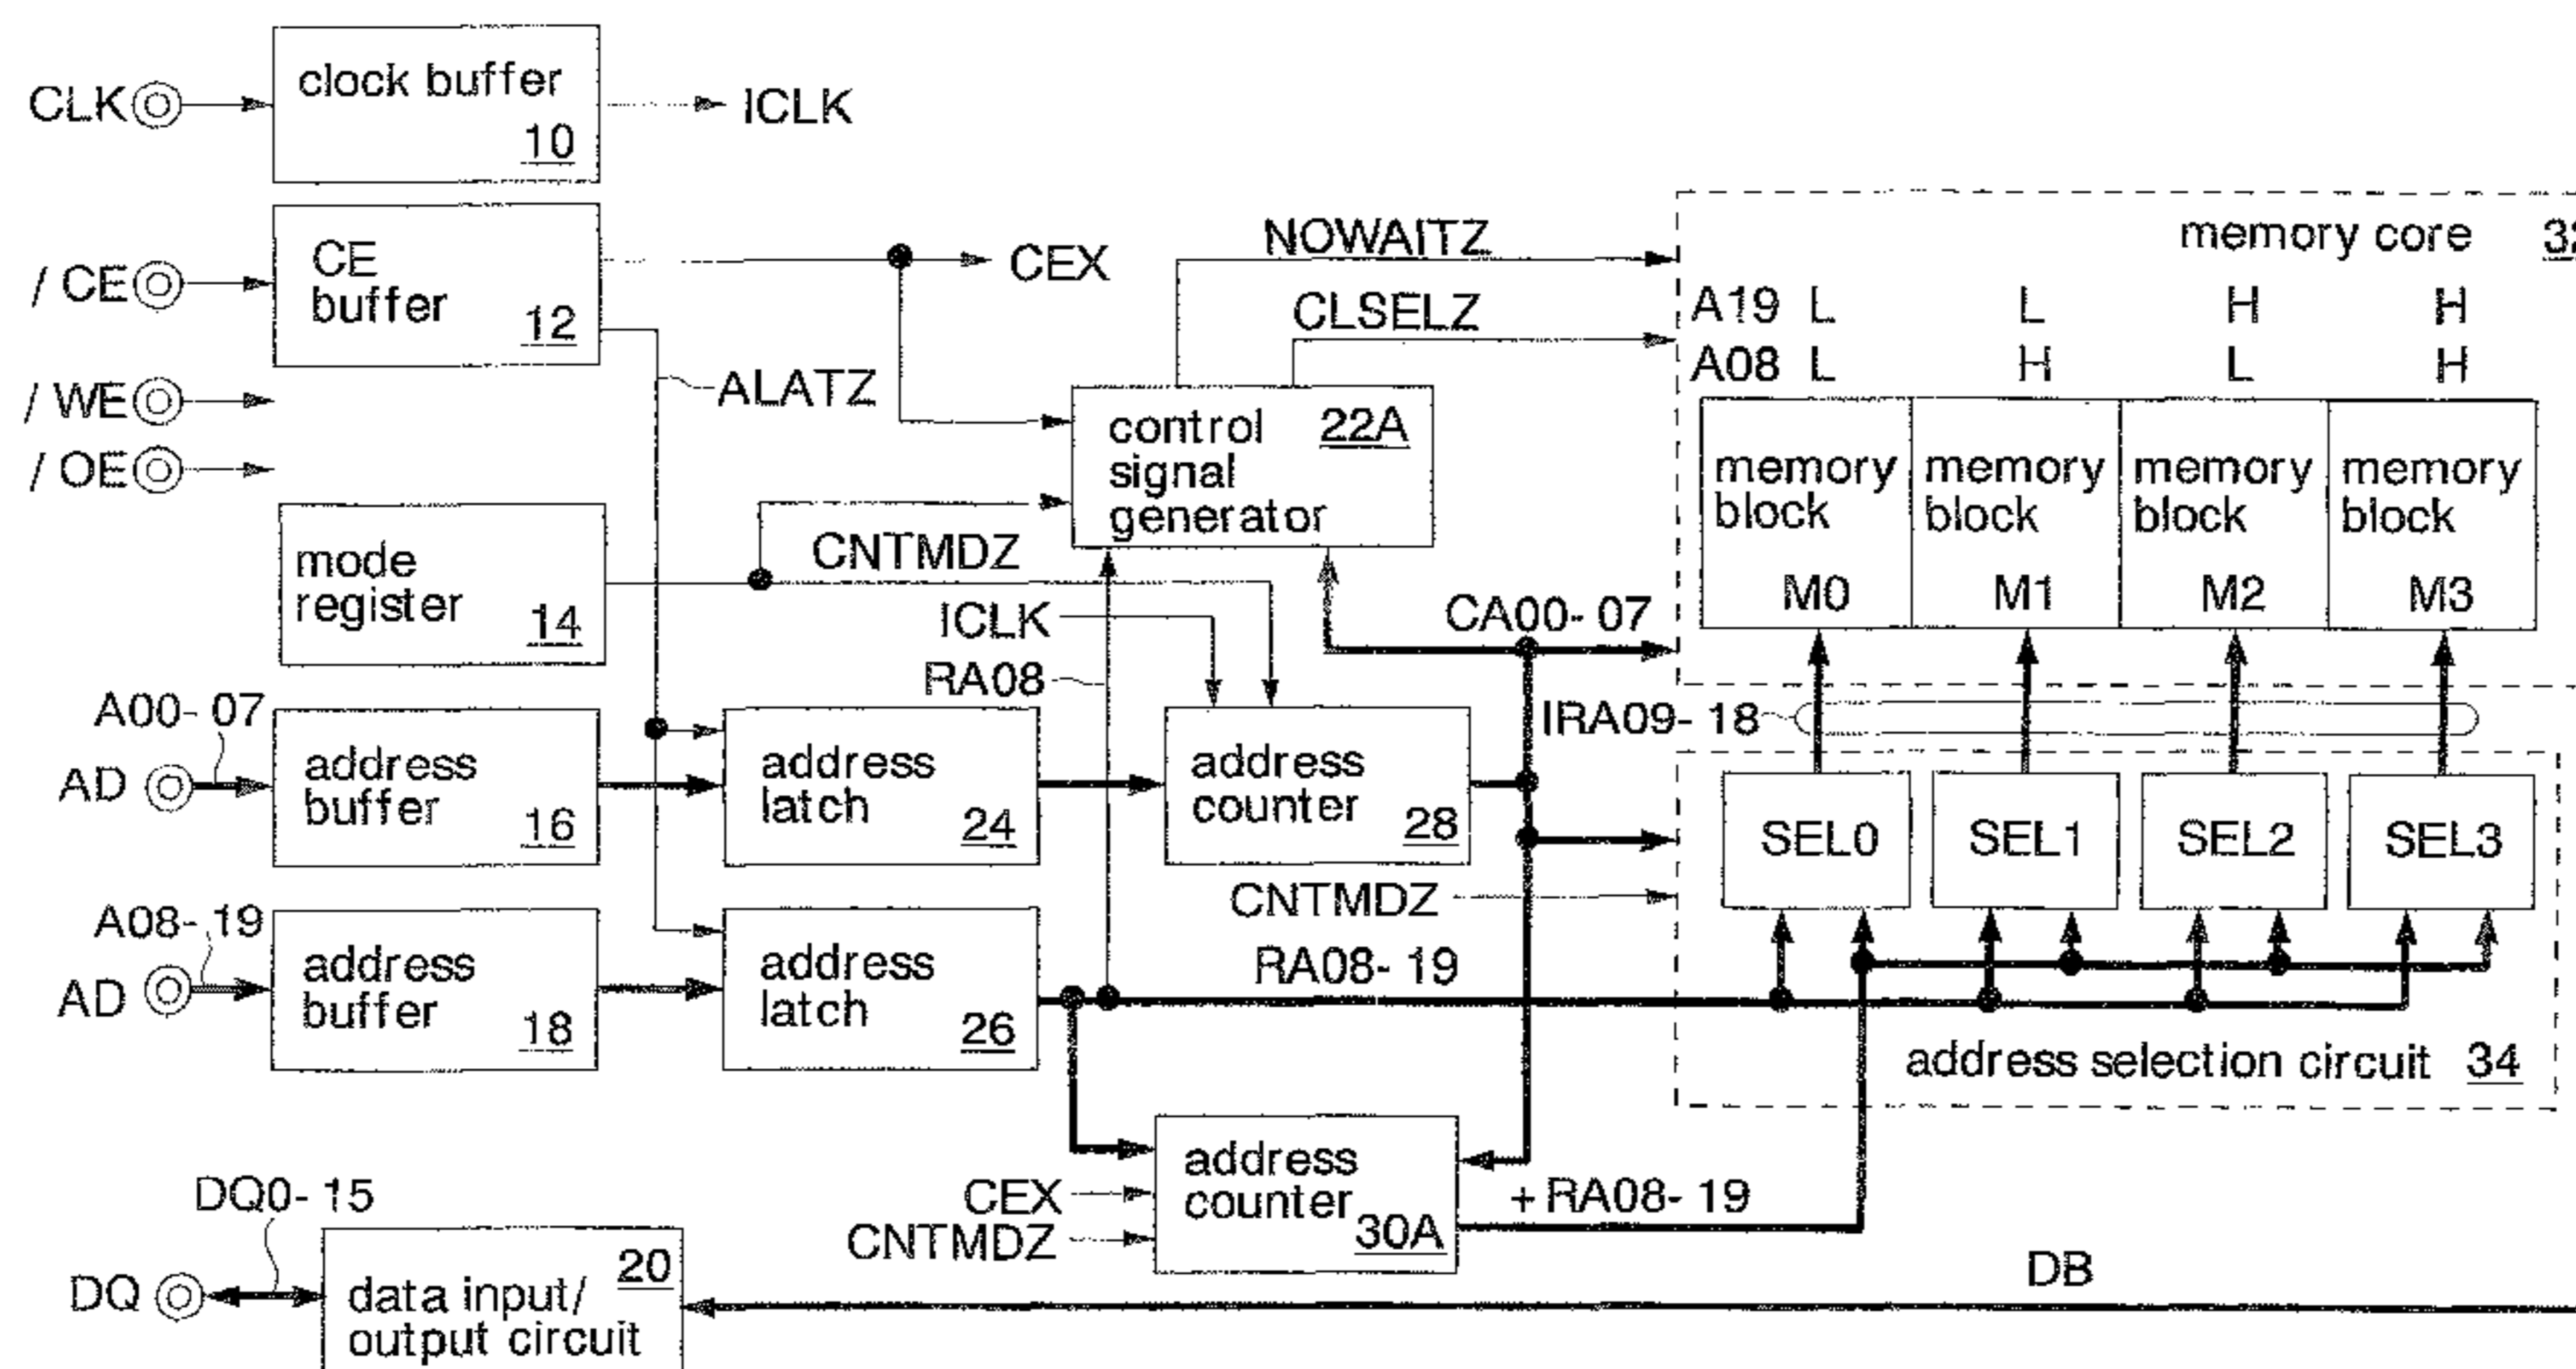 CLK
clock buffer
10
ICLK
/ CE
CE
buffer
12
CEX
ALATZ
/ WE
/ OE
mode
register
14
CNTMDZ
ICLK
RA08
NOWAITZ
CLSELZ
control
signal
generator
22A
memory core
A19 L L H H
A08 L H L H
memory
block
M0
memory
block
M1
memory
block
M2
memory
block
M3
CA00- 07
IRA09- 18
A00- 07
AD
address
buffer
16
address
latch
24
address
counter
28
SEL0
SEL1
SEL2
SEL3
CNTMDZ
A08- 19
AD
address
buffer
18
address
latch
26
RA08- 19
address selection circuit 34
address
counter
30A
CEX
CNTMDZ
+ RA08- 19
DQ0- 15
DQ
data input/
output circuit
20
DB